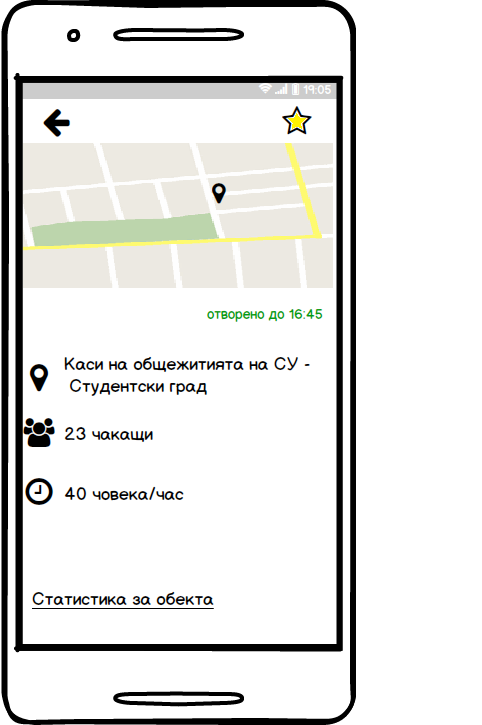 19:05
отворено до 16:45
Каси на общежитията на СУ -
Студентски град
23 чакащи
40 човека/час
Статистика за обекта